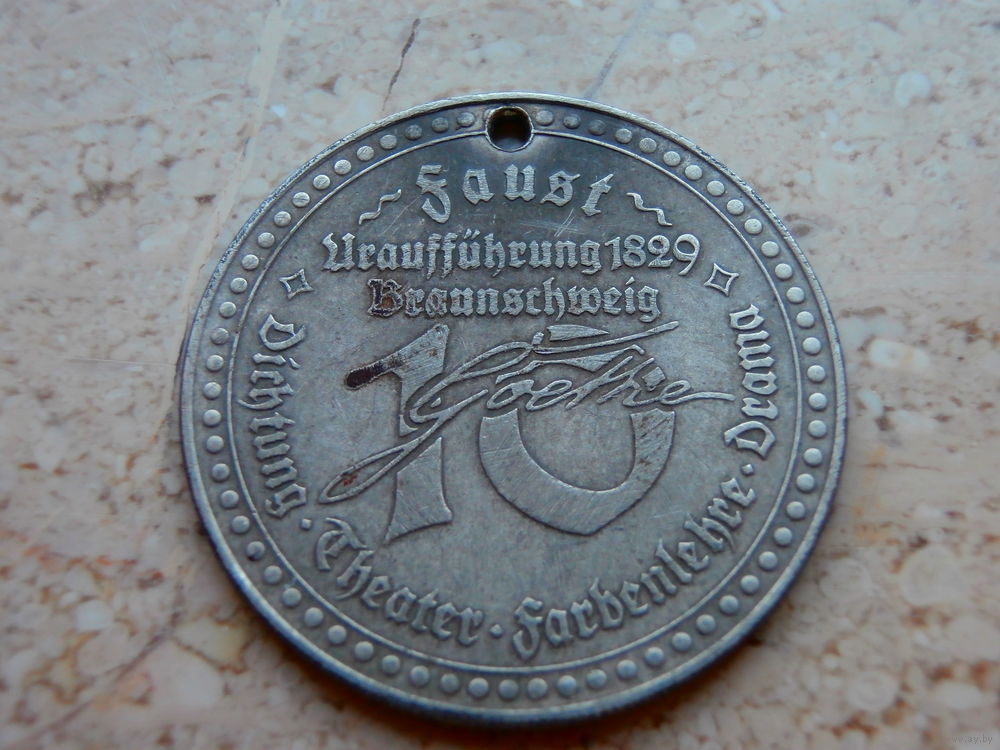 Faust
Uraufführung 1829
Braunschweig
10
Goethe
Dichtung · Theater · Farbenlehre · Drama
www.ay.by